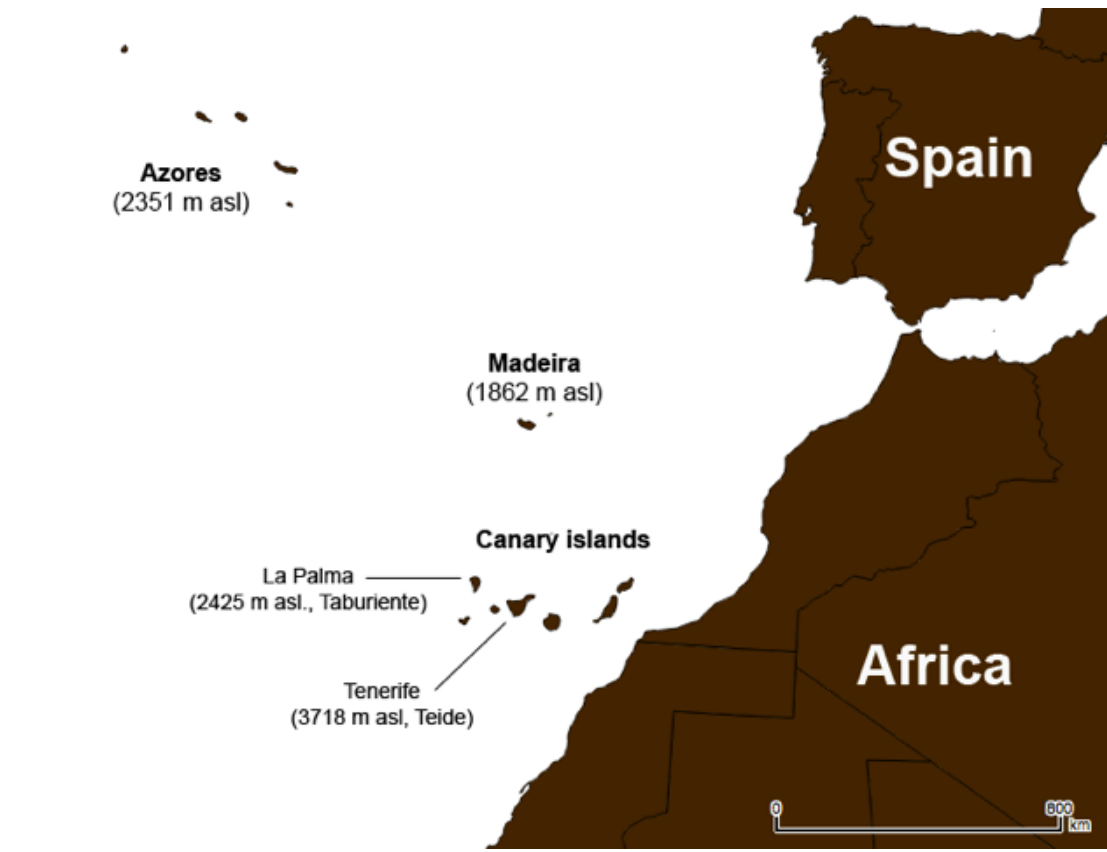 Spain
Azores
(2351 m asl)
Madeira
(1862 m asl)
Canary islands
La Palma
(2425 m asl., Taburiente)
Africa
Tenerife
(3718 m asl, Teide)
0
800
km